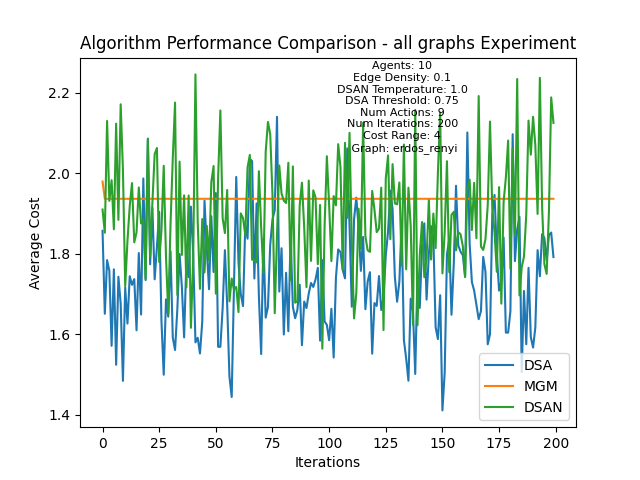 Algorithm Performance Comparison - all graphs Experiment
Agents: 10
Edge Density: 0.1
DSAN Temperature: 1.0
DSA Threshold: 0.75
Num Actions: 9
Num Iterations: 200
Cost Range: 4
Graph: erdos_renyi
Average Cost
2.2
2.0
1.8
1.6
1.4
DSA
MGM
DSAN
0 25 50 75 100 125 150 175 200
Iterations